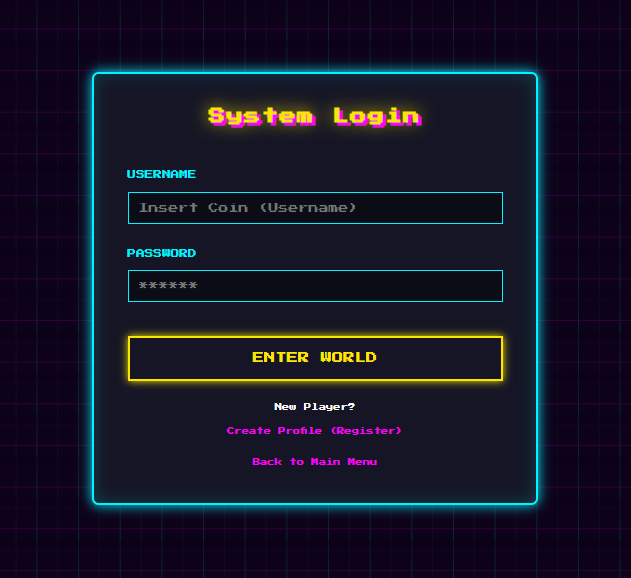 System Login
USERNAME
Insert Coin (Username)
PASSWORD
******
ENTER WORLD
New Player?
Create Profile (Register)
Back to Main Menu